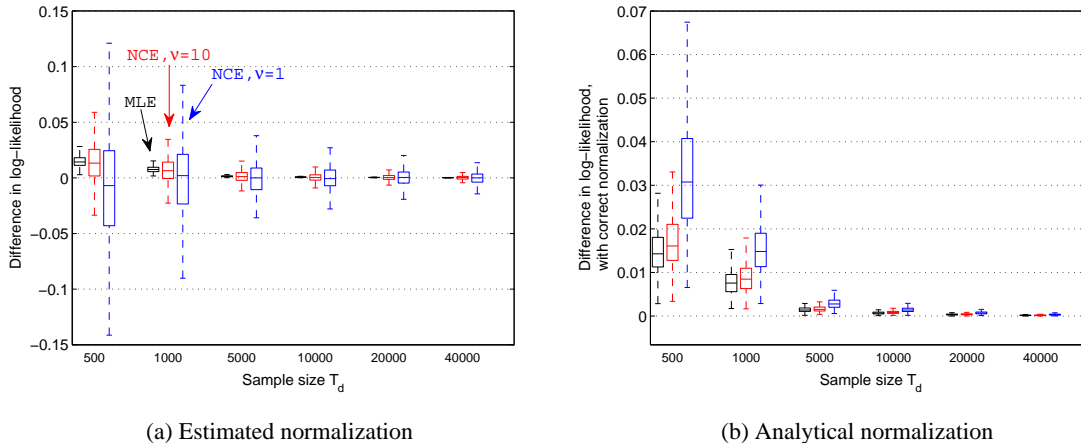 0.15
0.1
0.05
0
−0.05
−0.1
−0.15
Difference in log−likelihood
NCE,ν=10
NCE,ν=1
MLE
500 1000 5000 10000 20000 40000
Sample size T_d
(a) Estimated normalization
0.07
0.06
0.05
0.04
0.03
0.02
0.01
0
Difference in log−likelihood,
with correct normalization
500 1000 5000 10000 20000 40000
Sample size T_d
(b) Analytical normalization